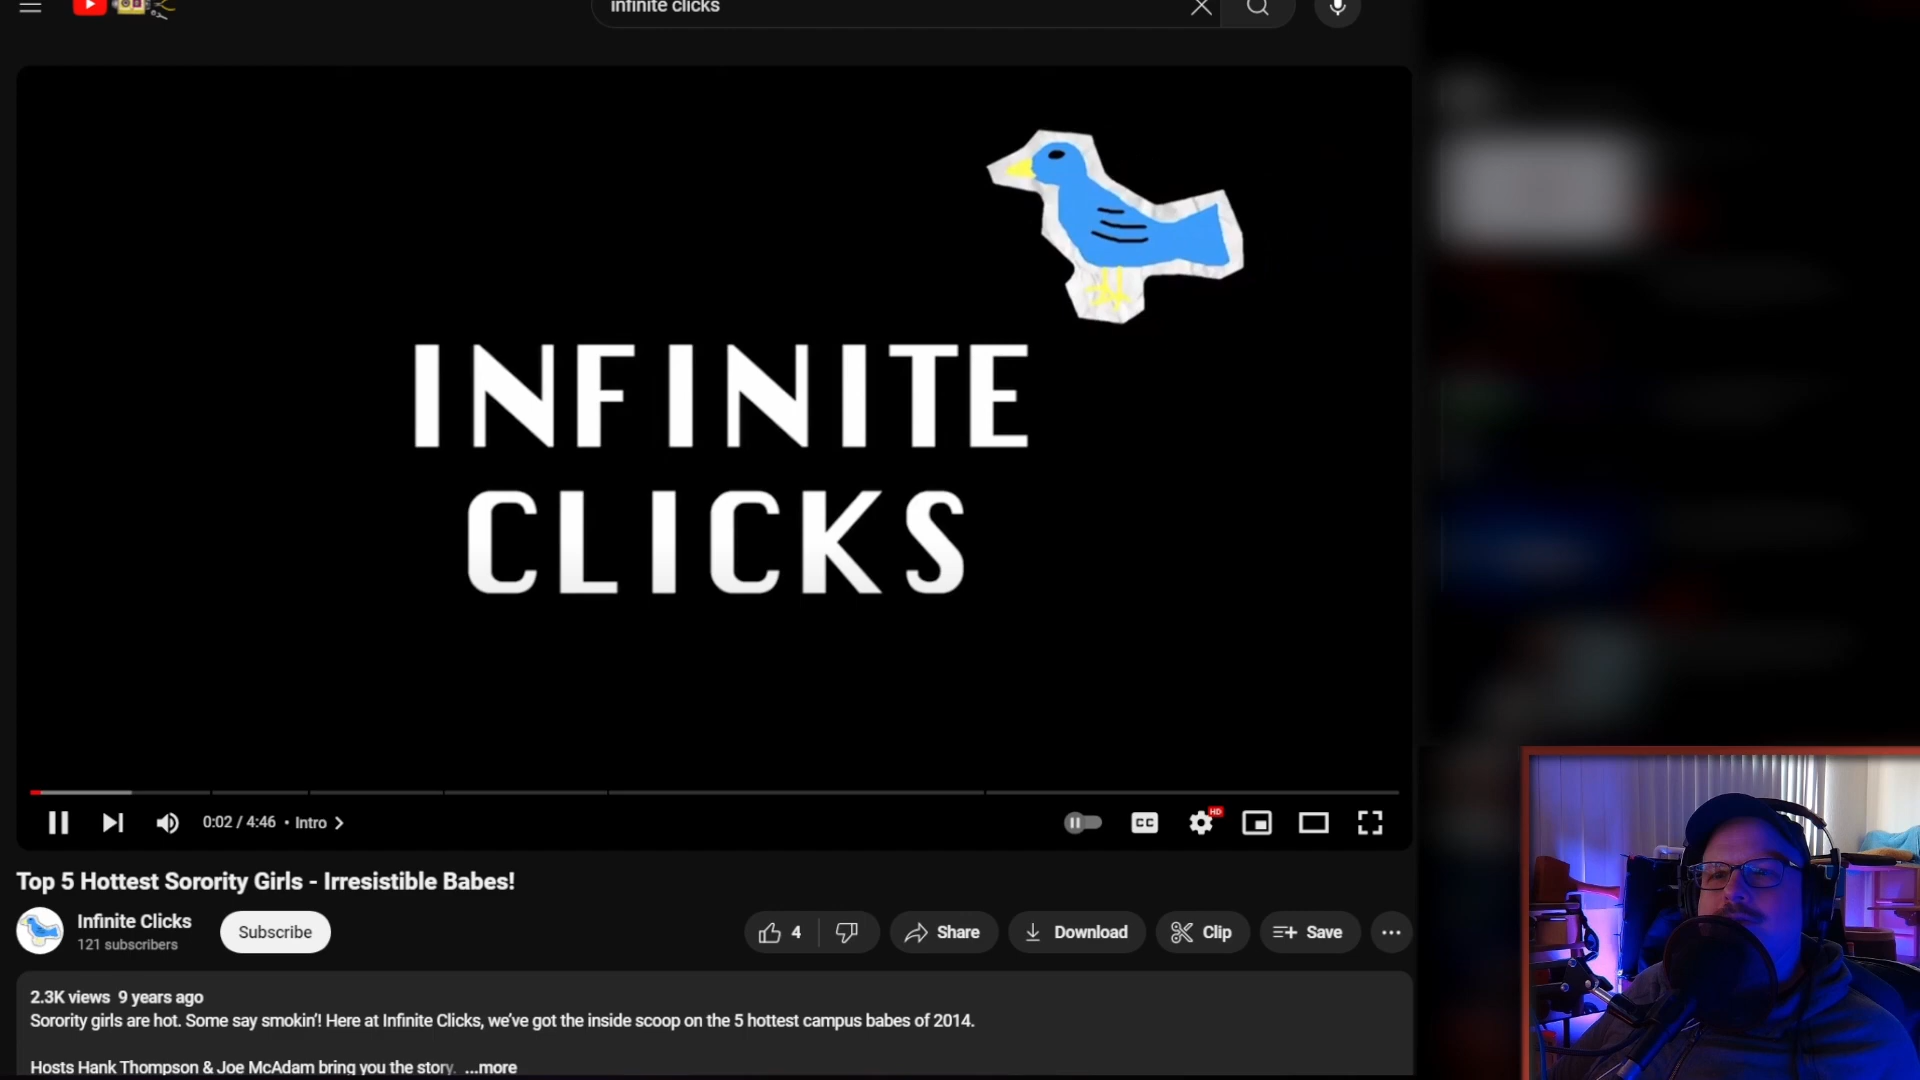 infinite clicks
INFINITE
CLICKS
0:02 / 4:46 • Intro
CC
HD
Top 5 Hottest Sorority Girls - Irresistible Babes!
Infinite Clicks
121 subscribers
Subscribe
4
Share
Download
Clip
Save
2.3K views 9 years ago
Sorority girls are hot. Some say smokin'! Here at Infinite Clicks, we've got the inside scoop on the 5 hottest campus babes of 2014.
Hosts Hank Thompson & Joe McAdam bring you the story. ...more